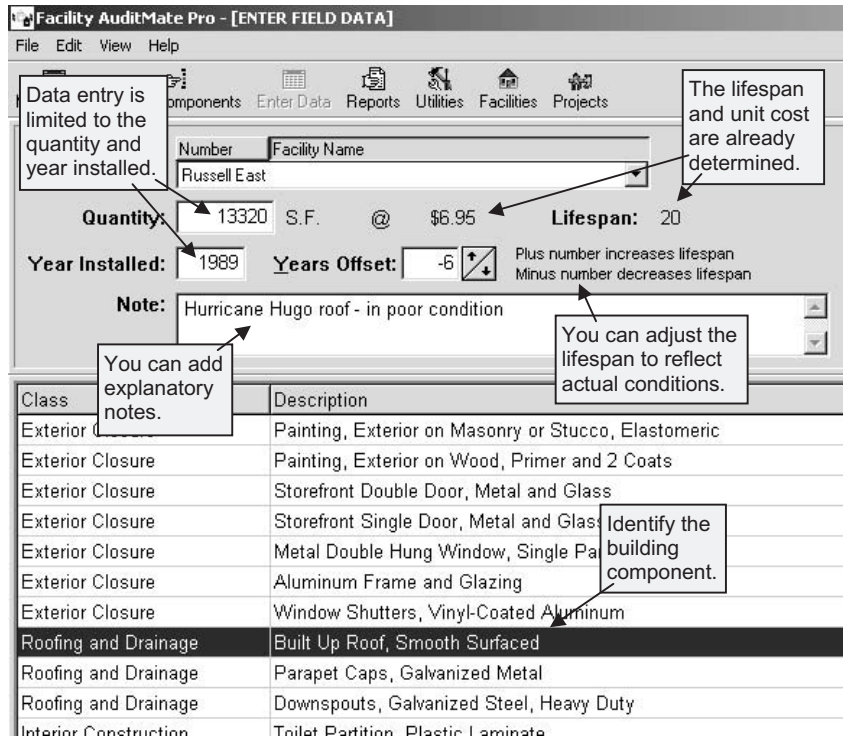 Facility AuditMate Pro - [ENTER FIELD DATA]
File Edit View Help
Enter Data Reports Utilities Facilities Projects
Data entry is
limited to the
quantity and
year installed.
The lifespan
and unit cost
are already
determined.
Number Facility Name
Russell East
Quantity: 13320 S.F. @ $6.95 Lifespan: 20
Year Installed: 1989 Years Offset: -6
Plus number increases lifespan
Minus number decreases lifespan
Note: Hurricane Hugo roof - in poor condition
You can add
explanatory
notes.
You can adjust the
lifespan to reflect
actual conditions.
Class Description
Exterior Painting, Exterior on Masonry or Stucco, Elastomeric
Exterior Closure Painting, Exterior on Wood, Primer and 2 Coats
Exterior Closure Storefront Double Door, Metal and Glass
Exterior Closure Storefront Single Door, Metal and Glass
Exterior Closure Metal Double Hung Window, Single
Exterior Closure Aluminum Frame and Glazing
Exterior Closure Window Shutters, Vinyl-Coated Aluminum
Identify the
building
component.
Roofing and Drainage Built Up Roof, Smooth Surfaced
Roofing and Drainage Parapet Caps, Galvanized Metal
Roofing and Drainage Downspouts, Galvanized Steel, Heavy Duty
Interior Construction Toilet Partition, Plastic Laminate